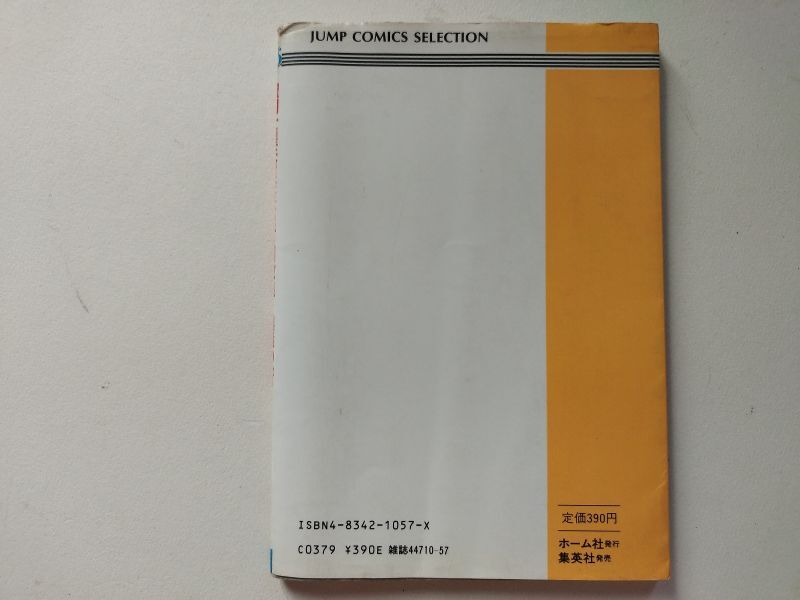 JUMP COMICS SELECTION
ISBN4-8342-1057-X
C0379 ¥390E 雑誌44710-57
定価390円
ホーム社発行
集英社発売